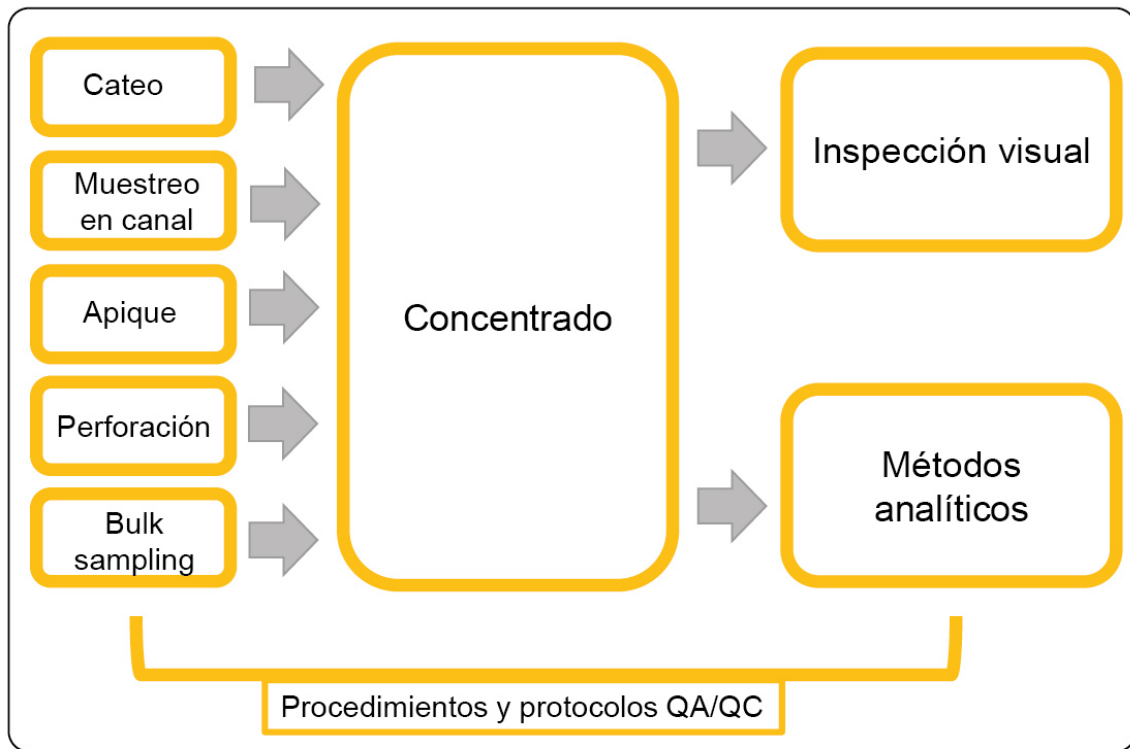 Cateo
Muestreo
en canal
Apique
Perforación
Bulk
sampling
Concentrado
Inspección visual
Métodos
analíticos
Procedimientos y protocolos QA/QC